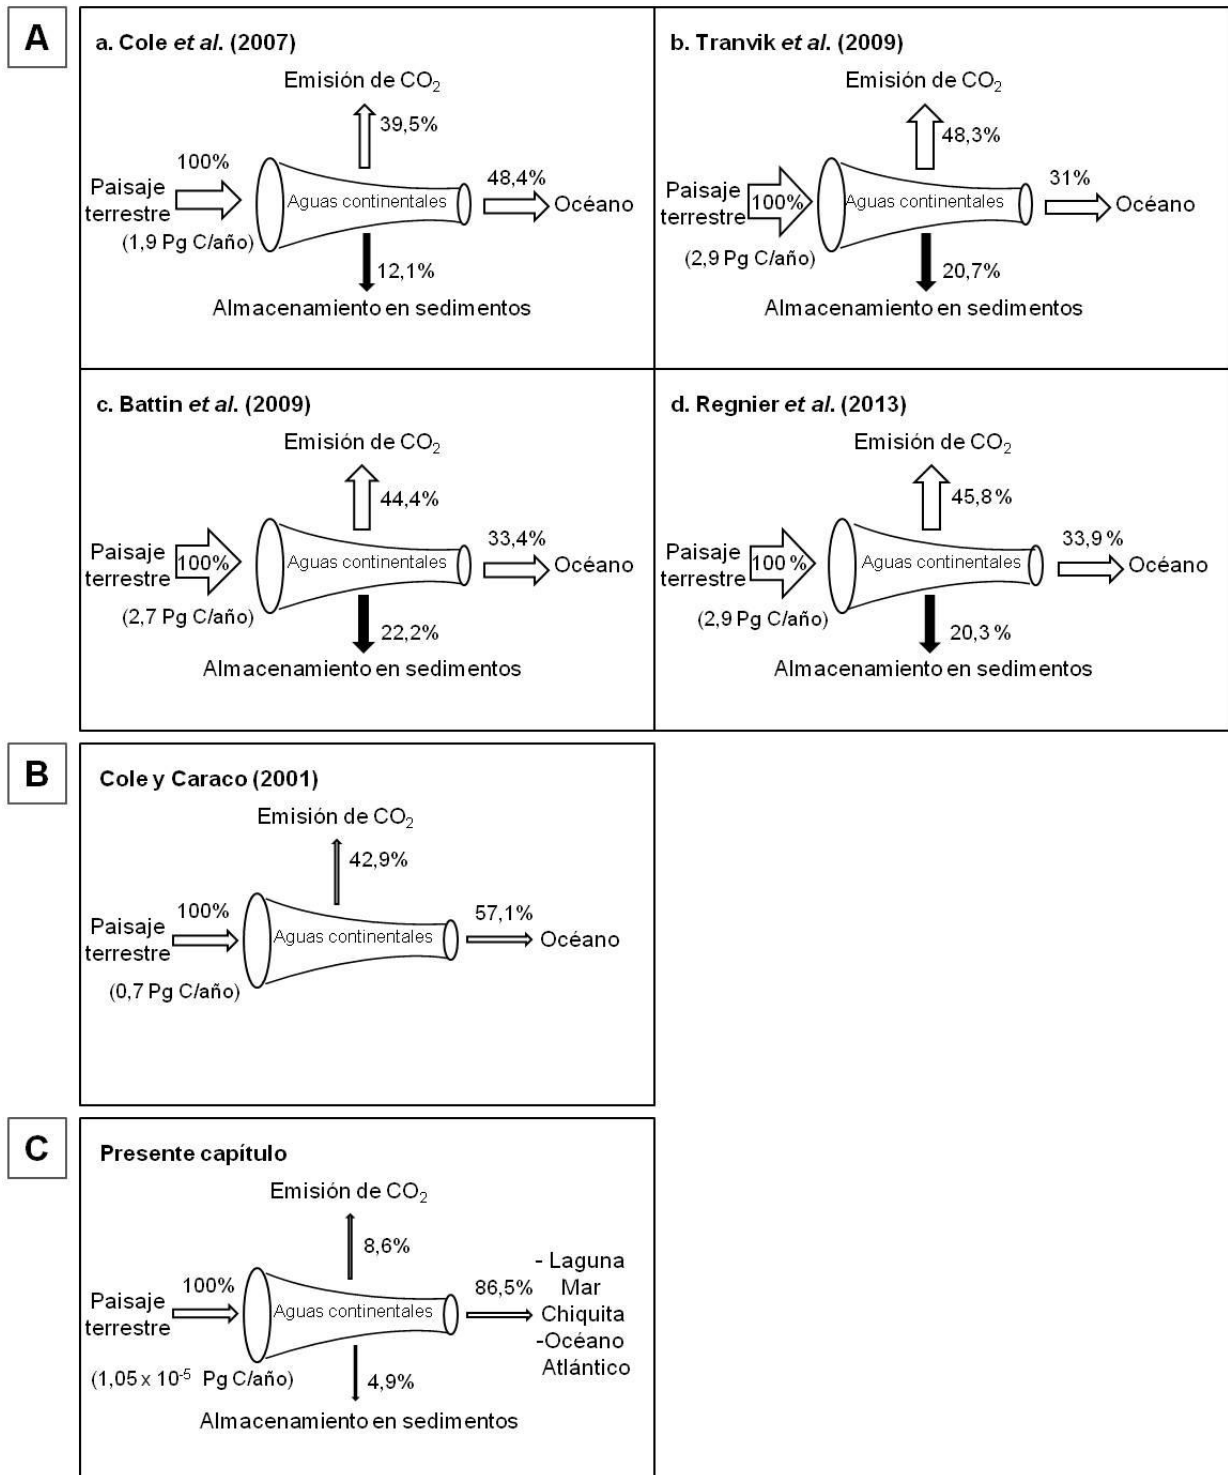 A
a. Cole et al. (2007)
Emisión de CO₂
39,5%
100%
Paisaje
terrestre
(1,9 Pg C/año)
Aguas continentales
48,4%
Océano
12,1%
Almacenamiento en sedimentos
b. Tranvik et al. (2009)
Emisión de CO₂
48,3%
Paisaje
terrestre
100%
(2,9 Pg C/año)
Aguas continentales
31%
Océano
20,7%
Almacenamiento en sedimentos
c. Battin et al. (2009)
Emisión de CO₂
44,4%
Paisaje
terrestre
100%
(2,7 Pg C/año)
Aguas continentales
33,4%
Océano
22,2%
Almacenamiento en sedimentos
d. Regnier et al. (2013)
Emisión de CO₂
45,8%
Paisaje
terrestre
100%
(2,9 Pg C/año)
Aguas continentales
33,9%
Océano
20,3%
Almacenamiento en sedimentos
B
Cole y Caraco (2001)
Emisión de CO₂
42,9%
100%
Paisaje
terrestre
(0,7 Pg C/año)
Aguas continentales
57,1%
Océano
C
Presente capítulo
Emisión de CO₂
8,6%
100%
Paisaje
terrestre
(1,05 x 10⁻⁵ Pg C/año)
Aguas continentales
86,5%
- Laguna
Mar
Chiquita
-Océano
Atlántico
4,9%
Almacenamiento en sedimentos